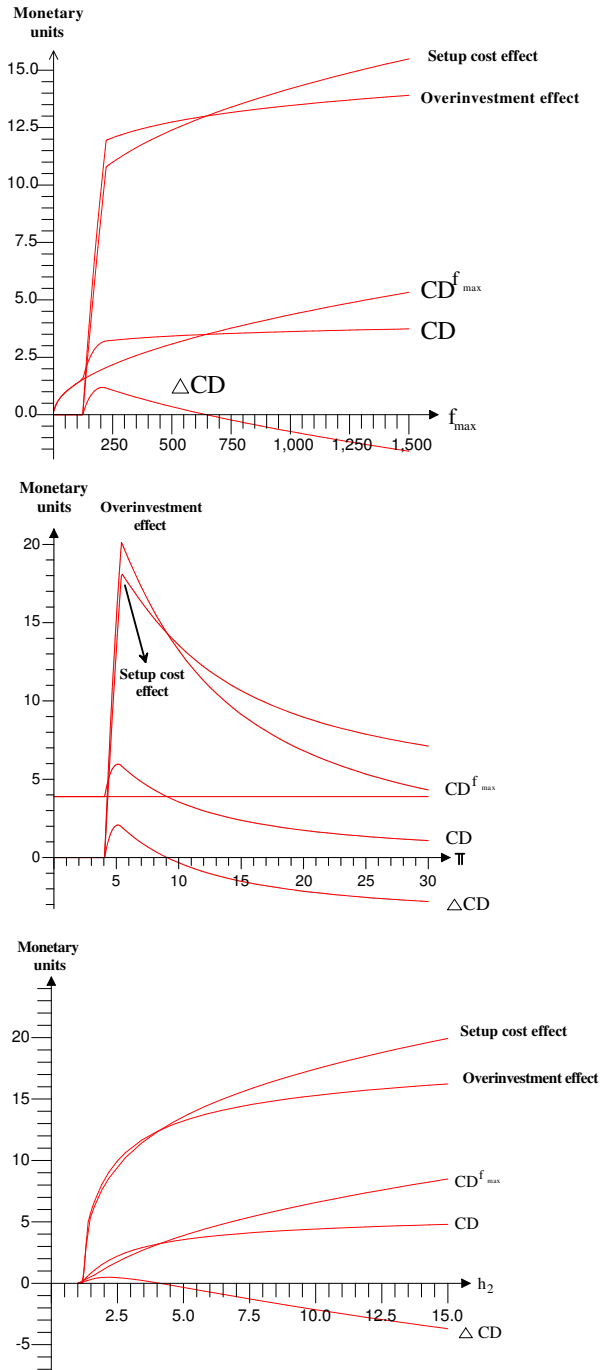 Monetary
units
15.0
Setup cost effect
Overinvestment effect
12.5
10.0
7.5
5.0
CD f max
CD
2.5
△CD
0.0
f max
250 500 750 1,000 1,250 1,500
Monetary
units
Overinvestment
effect
20
15
Setup cost
effect
10
5
CD f max
CD
0
π
5 10 15 20 25 30
△CD
Monetary
units
20
Setup cost effect
15
Overinvestment effect
10
CD f max
5
CD
0
h2
2.5 5.0 7.5 10.0 12.5 15.0
△ CD
-5